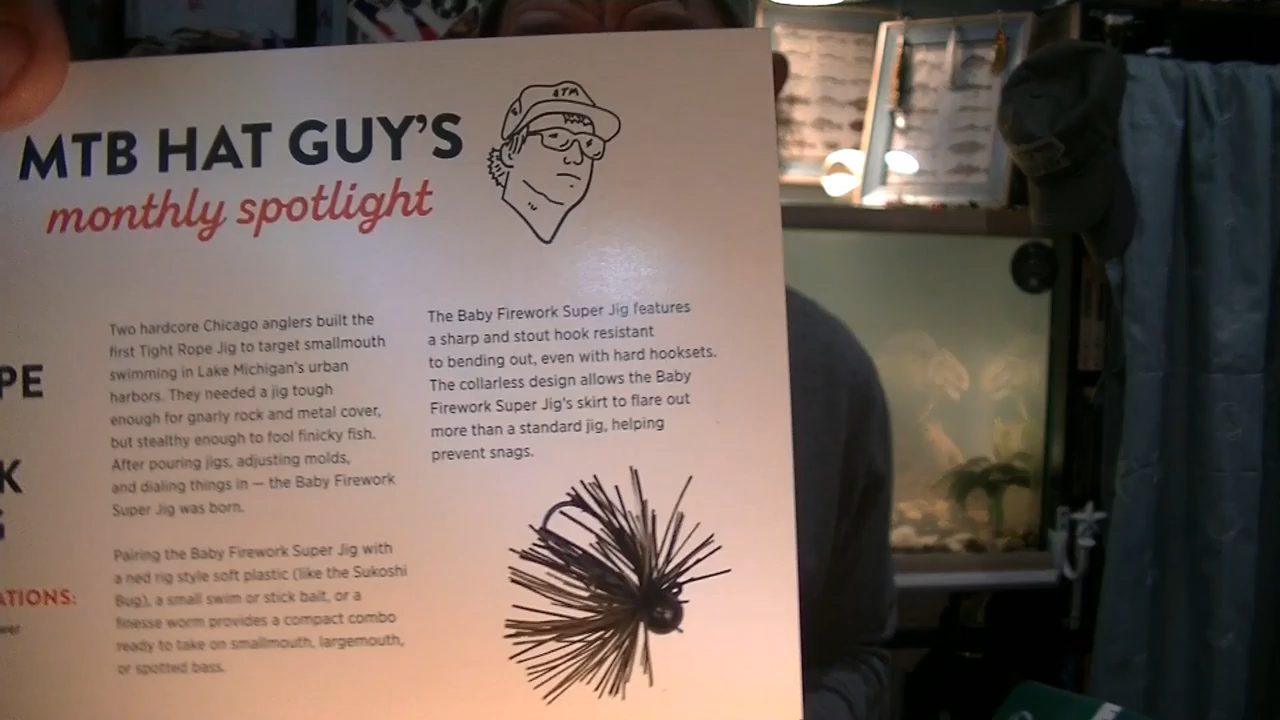 MTB HAT GUY'S
monthly spotlight
ATM
PE
K
ATIONS:
Two hardcore Chicago anglers built the
first Tight Rope Jig to target smallmouth
swimming in Lake Michigan's urban
harbors. They needed a jig tough
enough for gnarly rock and metal cover,
but stealthy enough to fool finicky fish.
After pouring jigs, adjusting molds,
and dialing things in — the Baby Firework
Super Jig was born.
Pairing the Baby Firework Super Jig with
a ned rig style soft plastic (like the Sukoshi
Bug), a small swim or stick bait, or a
finesse worm provides a compact combo
ready to take on smallmouth, largemouth,
or spotted bass.
The Baby Firework Super Jig features
a sharp and stout hook resistant
to bending out, even with hard hooksets.
The collarless design allows the Baby
Firework Super Jig's skirt to flare out
more than a standard jig, helping
prevent snags.